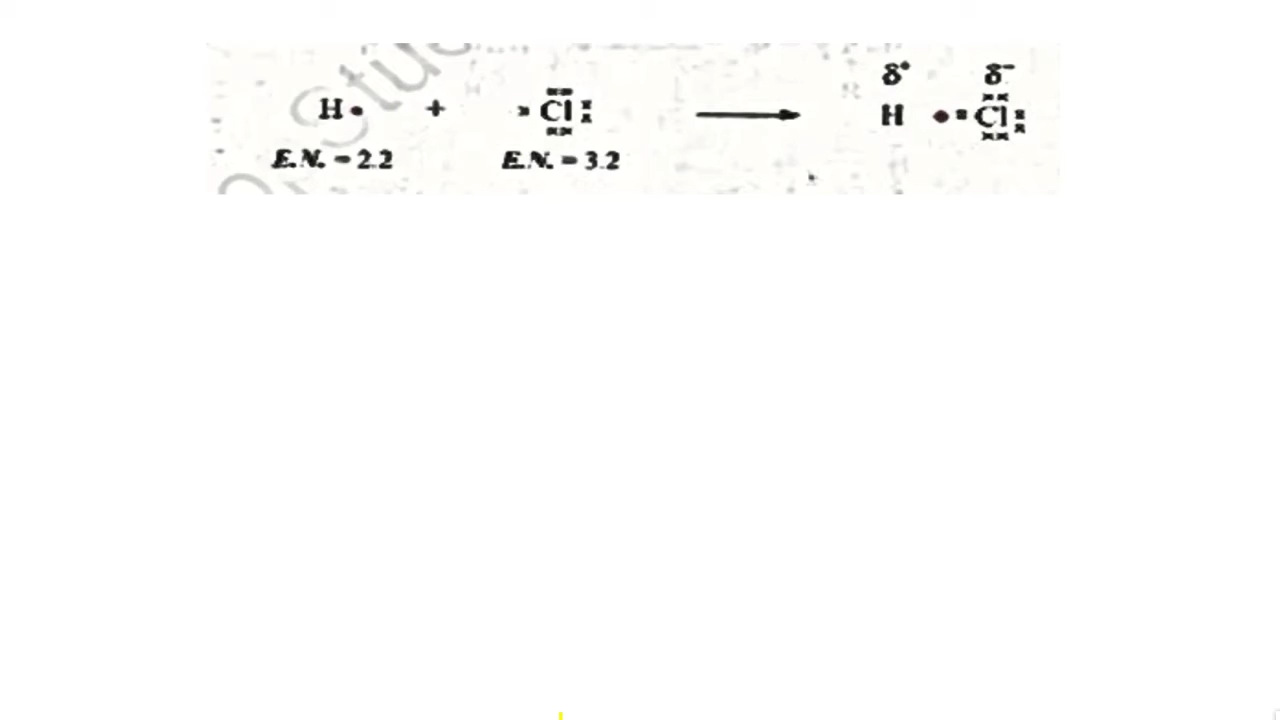 δ⁺ δ⁻
H• + ×Cl ⟶ H •×Cl
E.N. = 2.2 E.N. = 3.2